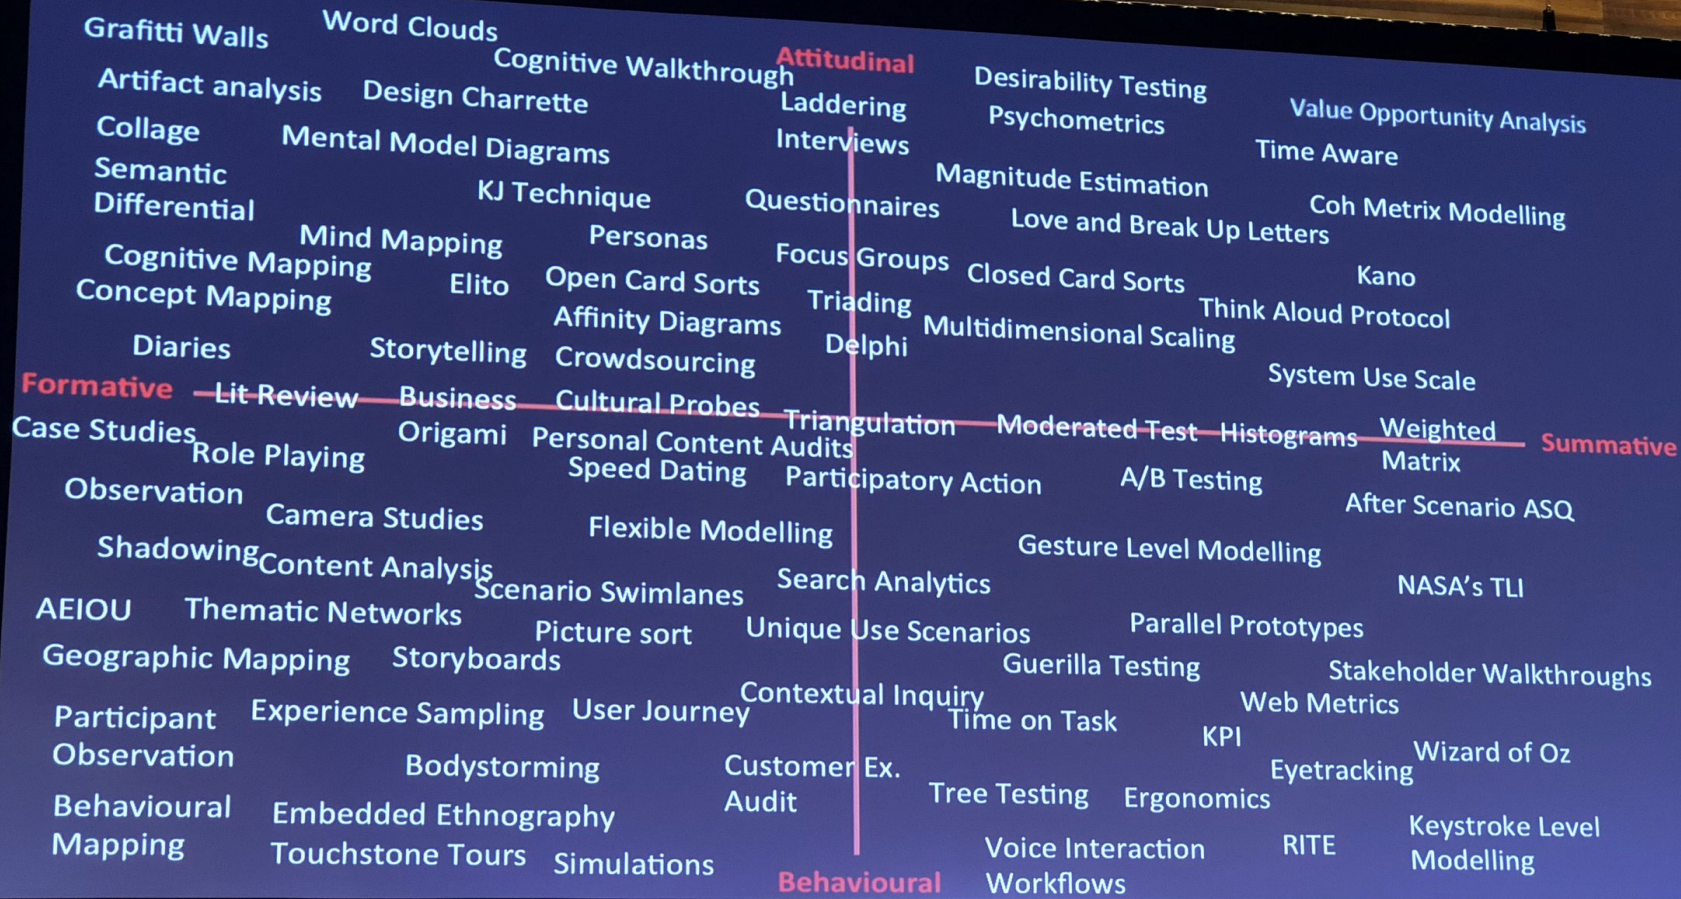 Grafitti Walls
Word Clouds
Cognitive Walkthrough
Attitudinal
Desirability Testing
Value Opportunity Analysis
Artifact analysis
Design Charrette
Laddering
Psychometrics
Time Aware
Collage
Mental Model Diagrams
Interviews
Magnitude Estimation
Coh Metrix Modelling
Semantic
Differential
KJ Technique
Questionnaires
Love and Break Up Letters
Mind Mapping
Personas
Focus Groups
Closed Card Sorts
Kano
Cognitive Mapping
Elito
Open Card Sorts
Triading
Think Aloud Protocol
Concept Mapping
Affinity Diagrams
Multidimensional Scaling
Diaries
Storytelling
Crowdsourcing
Delphi
System Use Scale
Formative
Lit Review
Business
Origami
Cultural Probes
Triangulation
Moderated Test
Histograms
Weighted
Matrix
Summative
Case Studies
Role Playing
Personal Content Audits
Speed Dating
Participatory Action
A/B Testing
After Scenario ASQ
Observation
Camera Studies
Flexible Modelling
Gesture Level Modelling
Shadowing
Content Analysis
Scenario Swimlanes
Search Analytics
NASA's TLI
AEIOU
Thematic Networks
Picture sort
Unique Use Scenarios
Parallel Prototypes
Geographic Mapping
Storyboards
Guerilla Testing
Stakeholder Walkthroughs
Contextual Inquiry
Web Metrics
Participant
Observation
Experience Sampling
User Journey
Time on Task
KPI
Wizard of Oz
Bodystorming
Customer Ex.
Audit
Eyetracking
Tree Testing
Ergonomics
Behavioural
Mapping
Embedded Ethnography
Keystroke Level
Modelling
Touchstone Tours
Simulations
Voice Interaction
Workflows
RITE
Behavioural